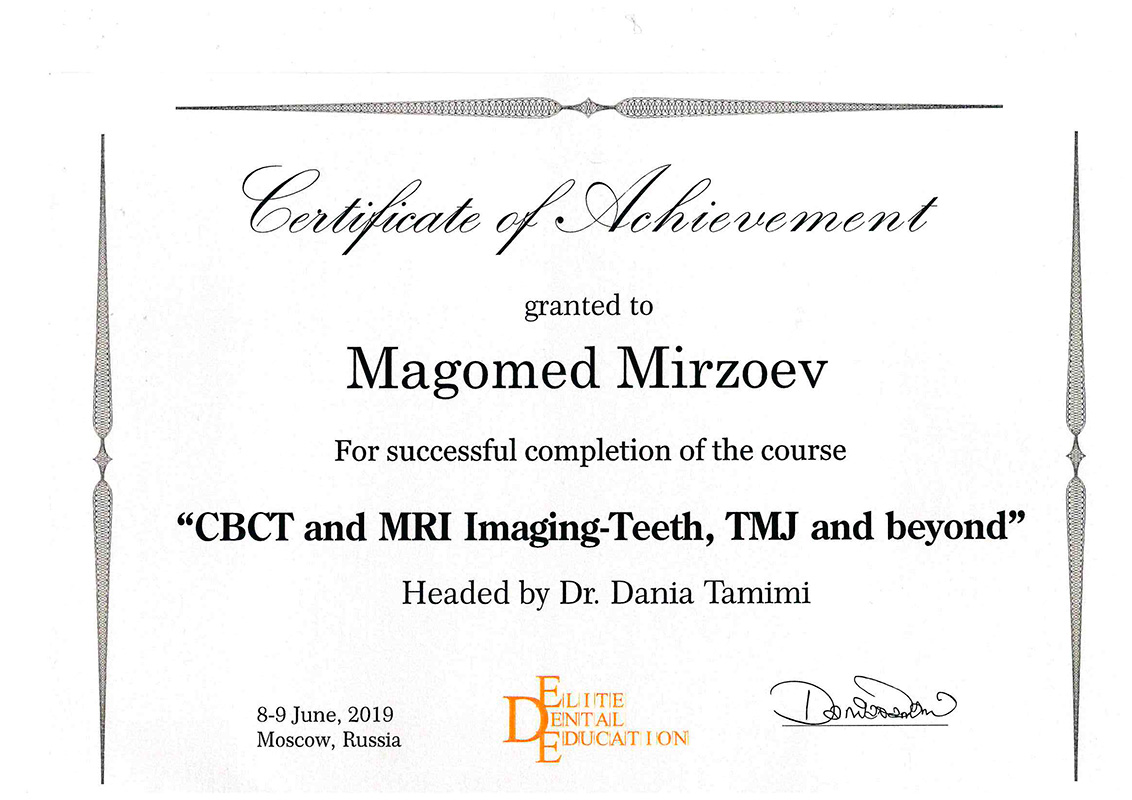 Certificate of Achievement
granted to
Magomed Mirzoev
For successful completion of the course
“CBCT and MRI Imaging-Teeth, TMJ and beyond”
Headed by Dr. Dania Tamimi
8-9 June, 2019
Moscow, Russia
ELITE
DENTAL
EDUCATION